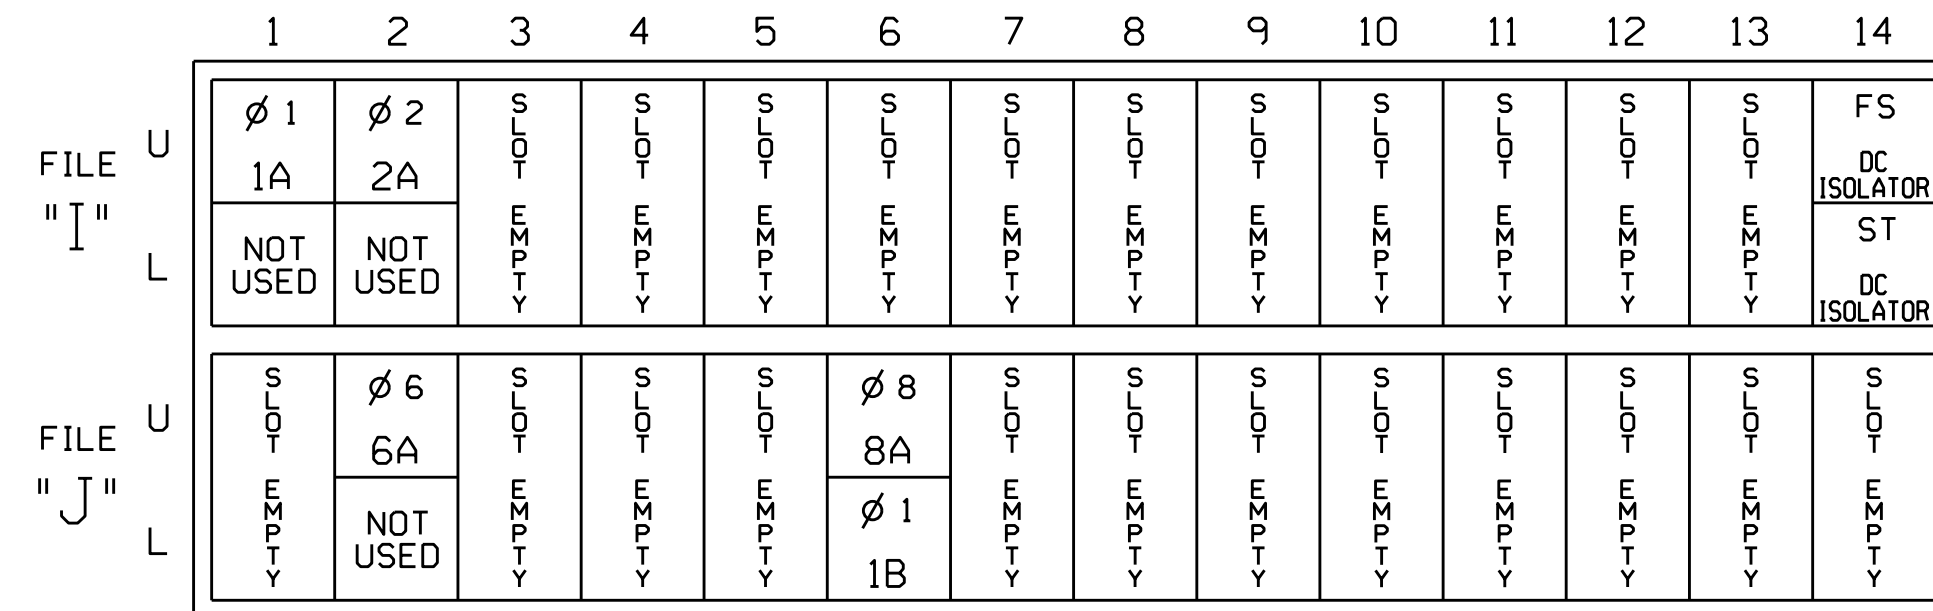 1 2 3 4 5 6 7 8 9 10 11 12 13 14
FILE "I"
U
L
Ø 1
1A
NOT
USED
Ø 2
2A
NOT
USED
SLOT EMPTY
SLOT EMPTY
SLOT EMPTY
SLOT EMPTY
SLOT EMPTY
SLOT EMPTY
SLOT EMPTY
SLOT EMPTY
SLOT EMPTY
SLOT EMPTY
SLOT EMPTY
FS
DC
ISOLATOR
ST
DC
ISOLATOR
FILE "J"
U
L
SLOT EMPTY
Ø 6
6A
NOT
USED
SLOT EMPTY
SLOT EMPTY
SLOT EMPTY
Ø 8
8A
Ø 1
1B
SLOT EMPTY
SLOT EMPTY
SLOT EMPTY
SLOT EMPTY
SLOT EMPTY
SLOT EMPTY
SLOT EMPTY
SLOT EMPTY